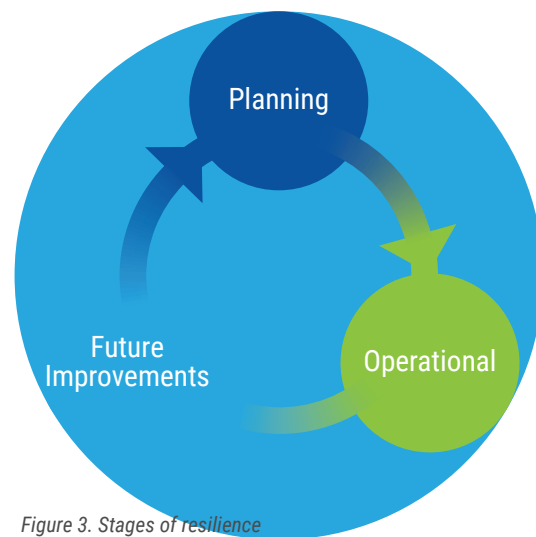 Planning
Operational
Future
Improvements
Figure 3. Stages of resilience